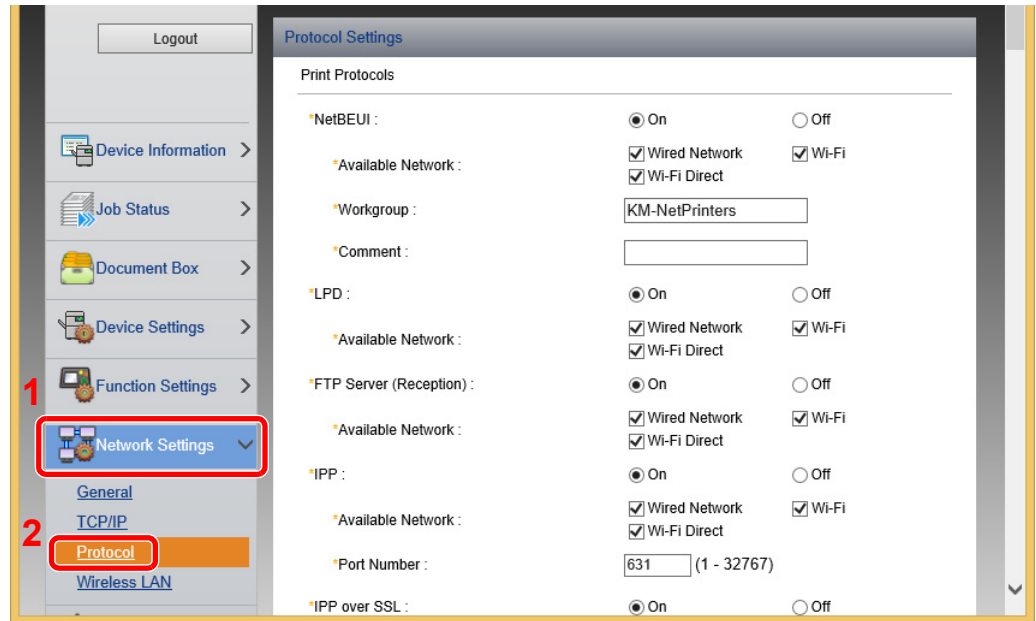 Logout
Device Information
Job Status
Document Box
Device Settings
1
Function Settings
Network Settings
General
TCP/IP
2
Protocol
Wireless LAN
Protocol Settings
Print Protocols
*NetBEUI : On Off
*Available Network : Wired Network Wi-Fi
Wi-Fi Direct
*Workgroup : KM-NetPrinters
*Comment :
*LPD : On Off
*Available Network : Wired Network Wi-Fi
Wi-Fi Direct
*FTP Server (Reception) : On Off
*Available Network : Wired Network Wi-Fi
Wi-Fi Direct
*IPP : On Off
*Available Network : Wired Network Wi-Fi
Wi-Fi Direct
*Port Number : 631 (1 - 32767)
*IPP over SSL : On Off